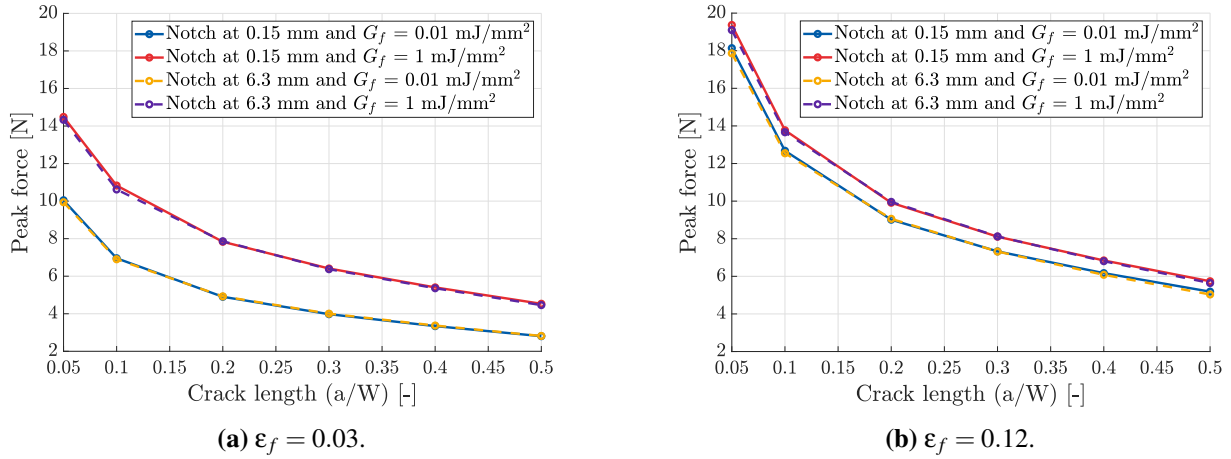 20
18
16
14
12
10
8
6
4
2
Peak force [N]
Notch at 0.15 mm and G_f = 0.01 mJ/mm²
Notch at 0.15 mm and G_f = 1 mJ/mm²
Notch at 6.3 mm and G_f = 0.01 mJ/mm²
Notch at 6.3 mm and G_f = 1 mJ/mm²
0.05 0.1 0.15 0.2 0.25 0.3 0.35 0.4 0.45 0.5
Crack length (a/W) [-]
(a) ε_f = 0.03.
20
18
16
14
12
10
8
6
4
2
Peak force [N]
Notch at 0.15 mm and G_f = 0.01 mJ/mm²
Notch at 0.15 mm and G_f = 1 mJ/mm²
Notch at 6.3 mm and G_f = 0.01 mJ/mm²
Notch at 6.3 mm and G_f = 1 mJ/mm²
0.05 0.1 0.15 0.2 0.25 0.3 0.35 0.4 0.45 0.5
Crack length (a/W) [-]
(b) ε_f = 0.12.